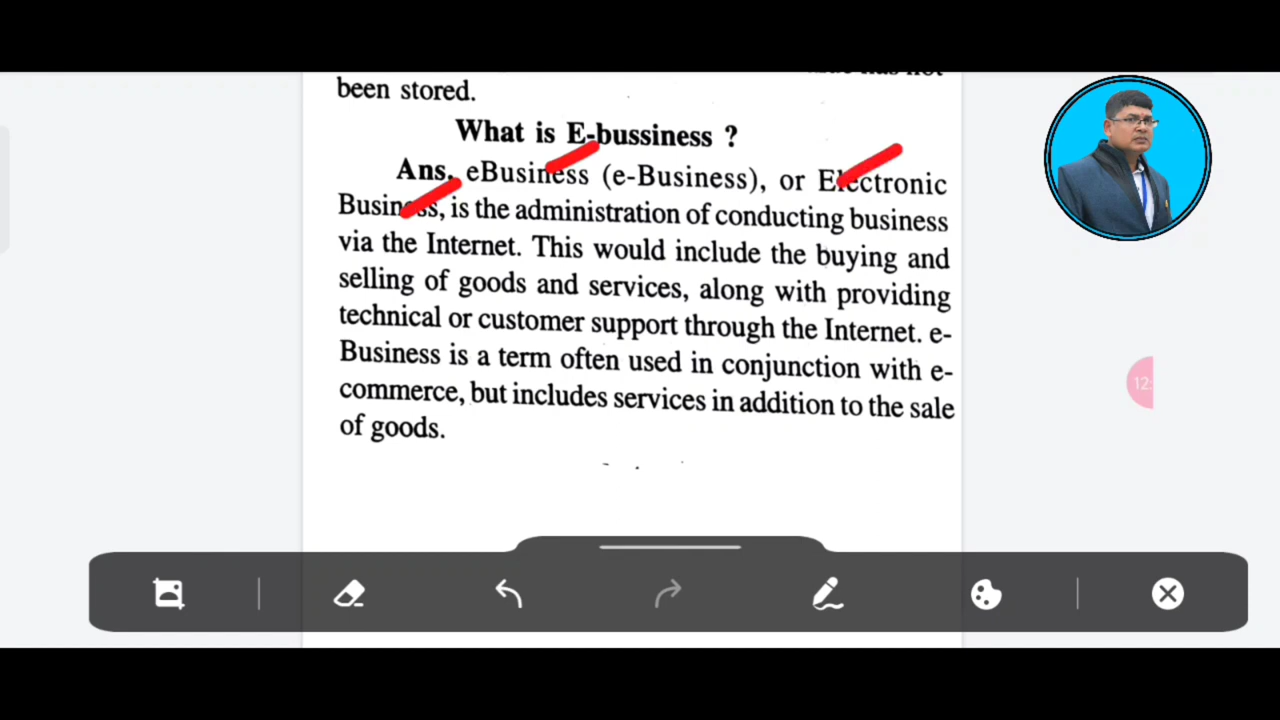 been stored.
What is E-bussiness ?
Ans. eBusiness (e-Business), or Electronic
Business, is the administration of conducting business
via the Internet. This would include the buying and
selling of goods and services, along with providing
technical or customer support through the Internet. e-
Business is a term often used in conjunction with e-
commerce, but includes services in addition to the sale
of goods.
12: